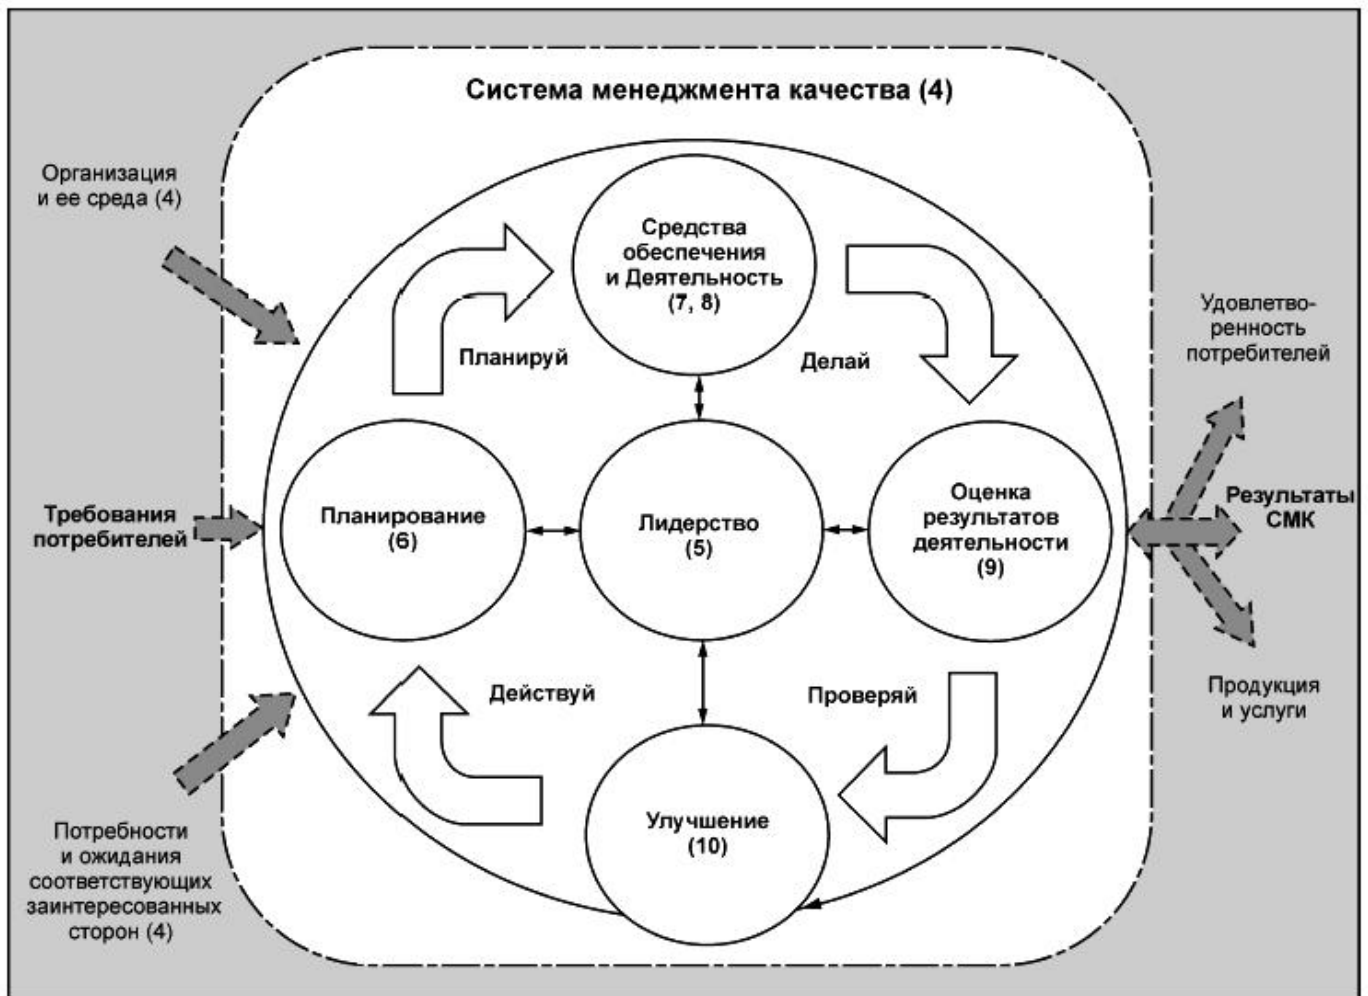 Система менеджмента качества (4)
Организация
и ее среда (4)
Средства
обеспечения
и Деятельность
(7, 8)
Удовлетво-
ренность
потребителей
Планируй
Делай
Требования
потребителей
Планирование
(6)
Лидерство
(5)
Оценка
результатов
деятельности
(9)
Результаты
СМК
Действуй
Проверяй
Продукция
и услуги
Улучшение
(10)
Потребности
и ожидания
соответствующих
заинтересованных
сторон (4)